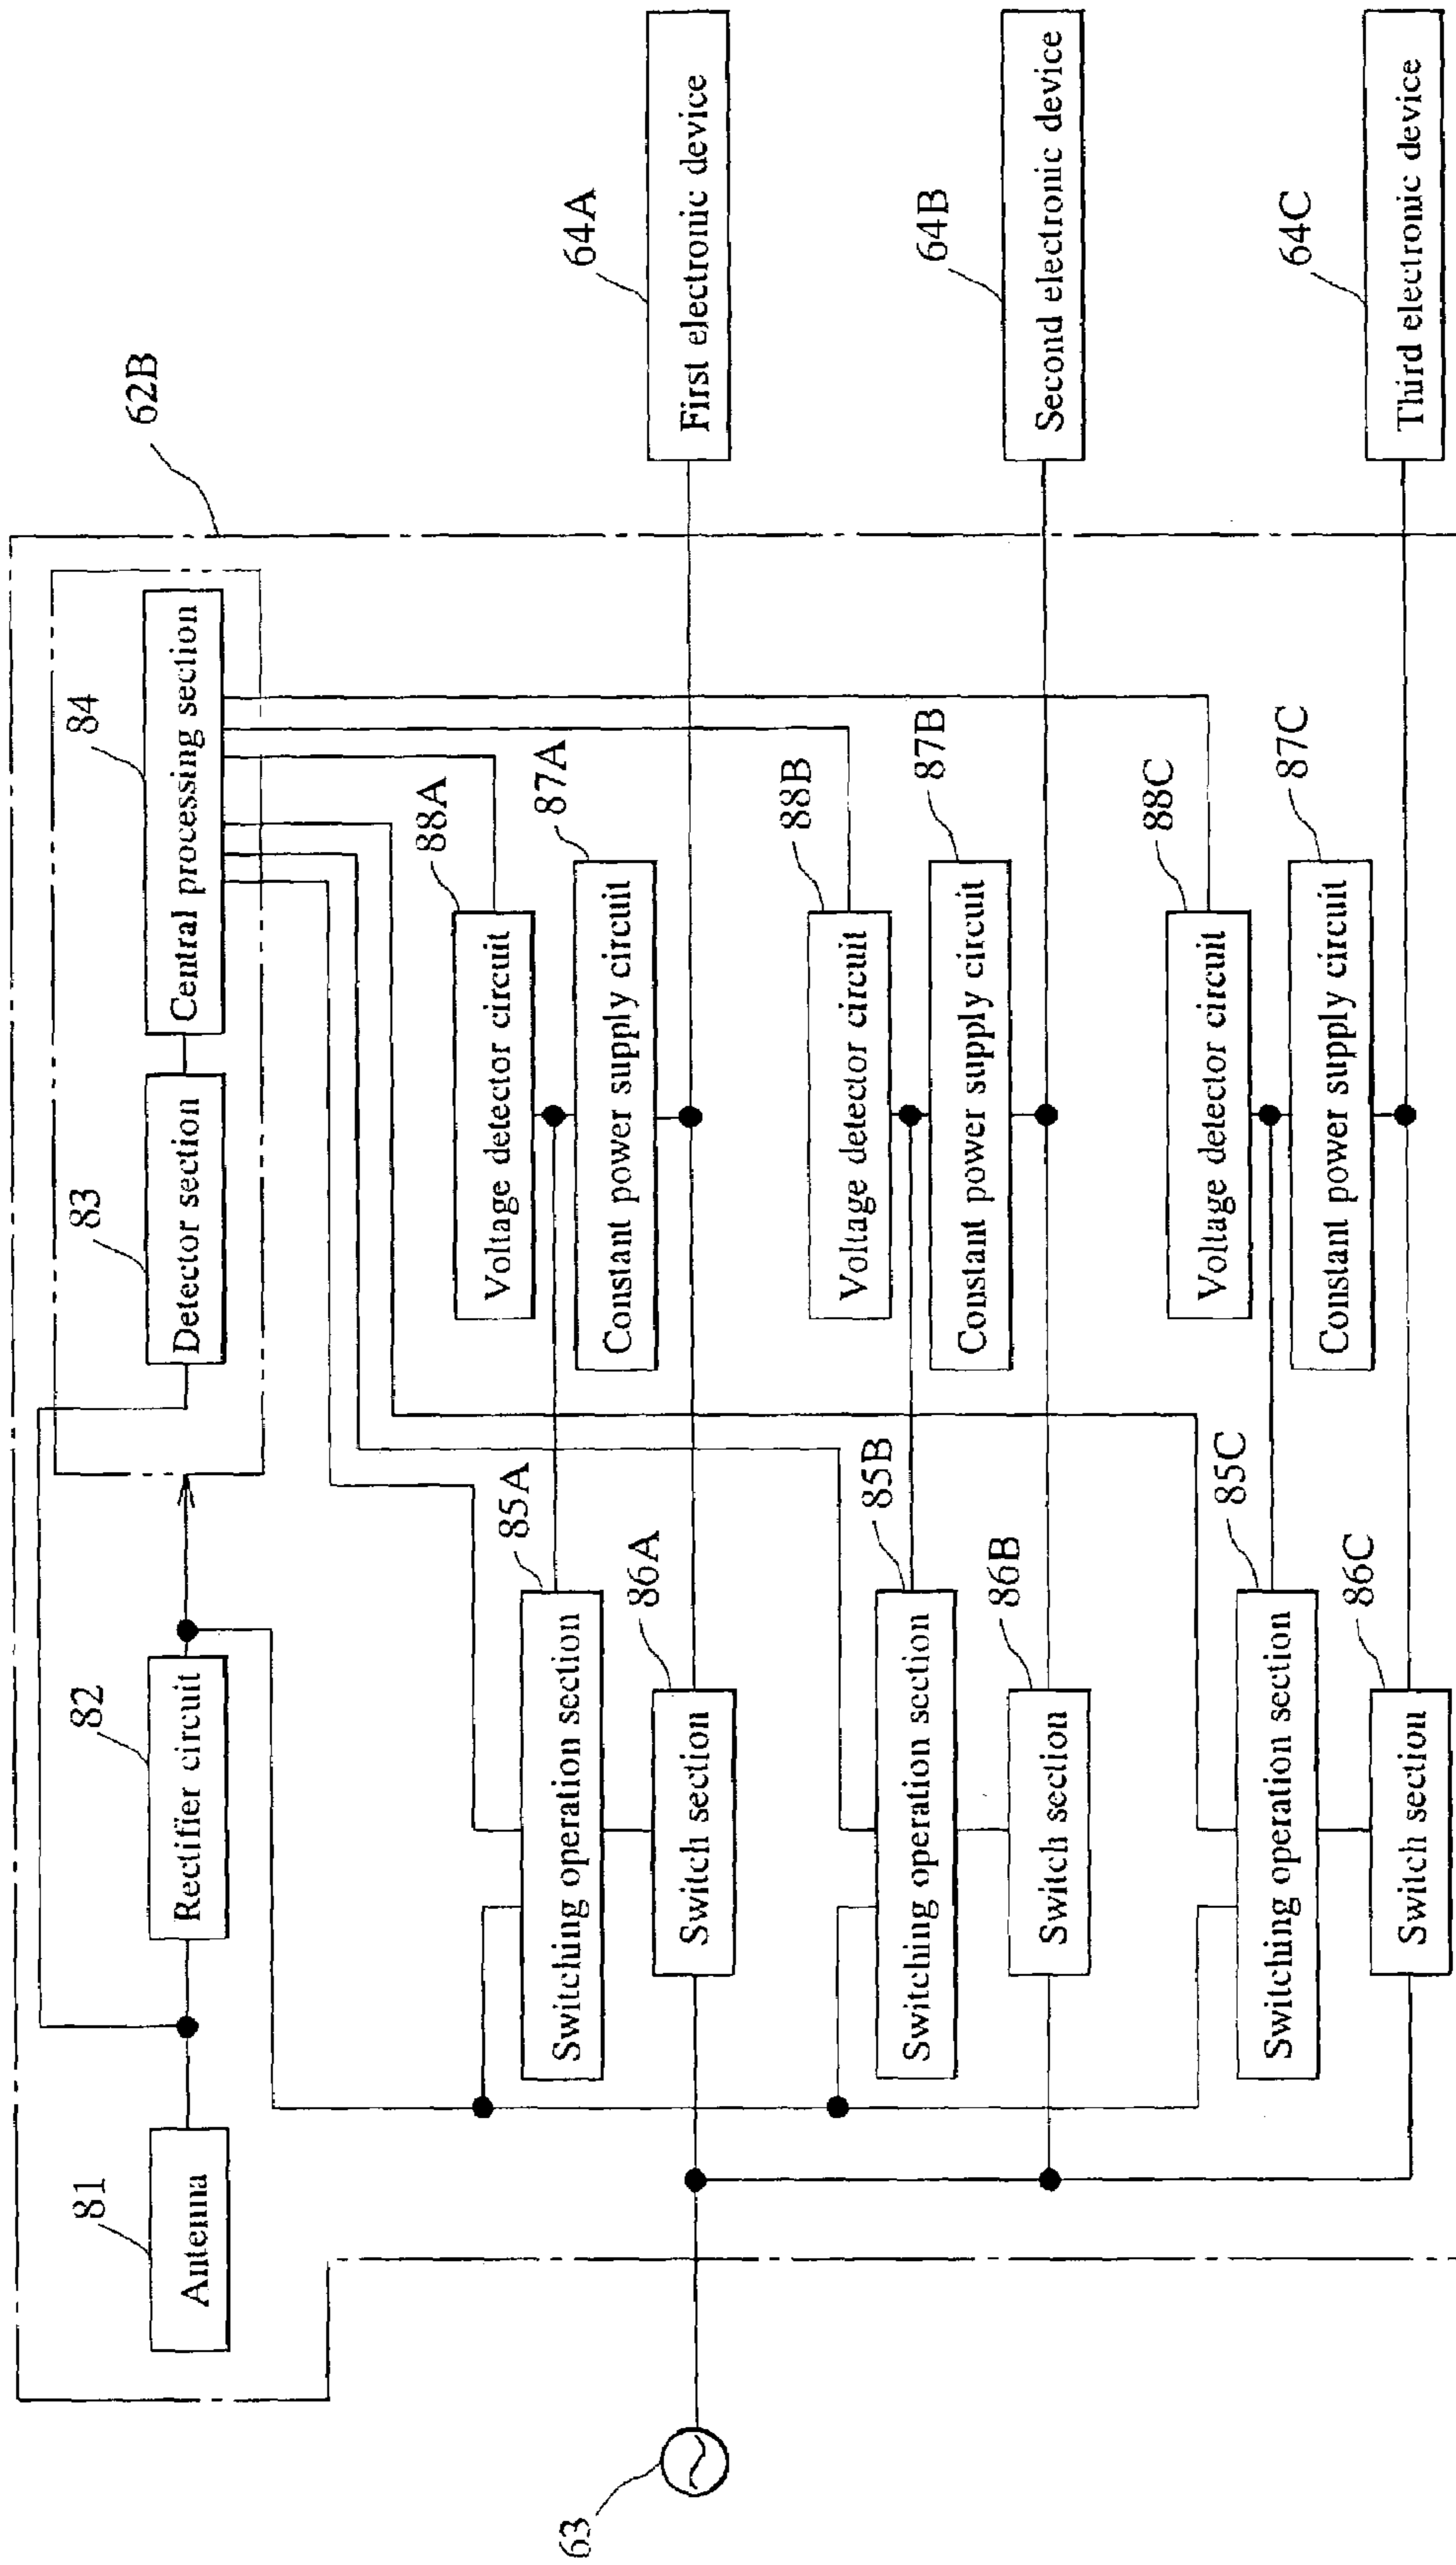 62B
81
Antenna
82
Rectifier circuit
83
Detector section
84
Central processing section
85A
Switching operation section
86A
Switch section
88A
Voltage detector circuit
87A
Constant power supply circuit
64A
First electronic device
63
85B
Switching operation section
86B
Switch section
88B
Voltage detector circuit
87B
Constant power supply circuit
64B
Second electronic device
85C
Switching operation section
86C
Switch section
88C
Voltage detector circuit
87C
Constant power supply circuit
64C
Third electronic device